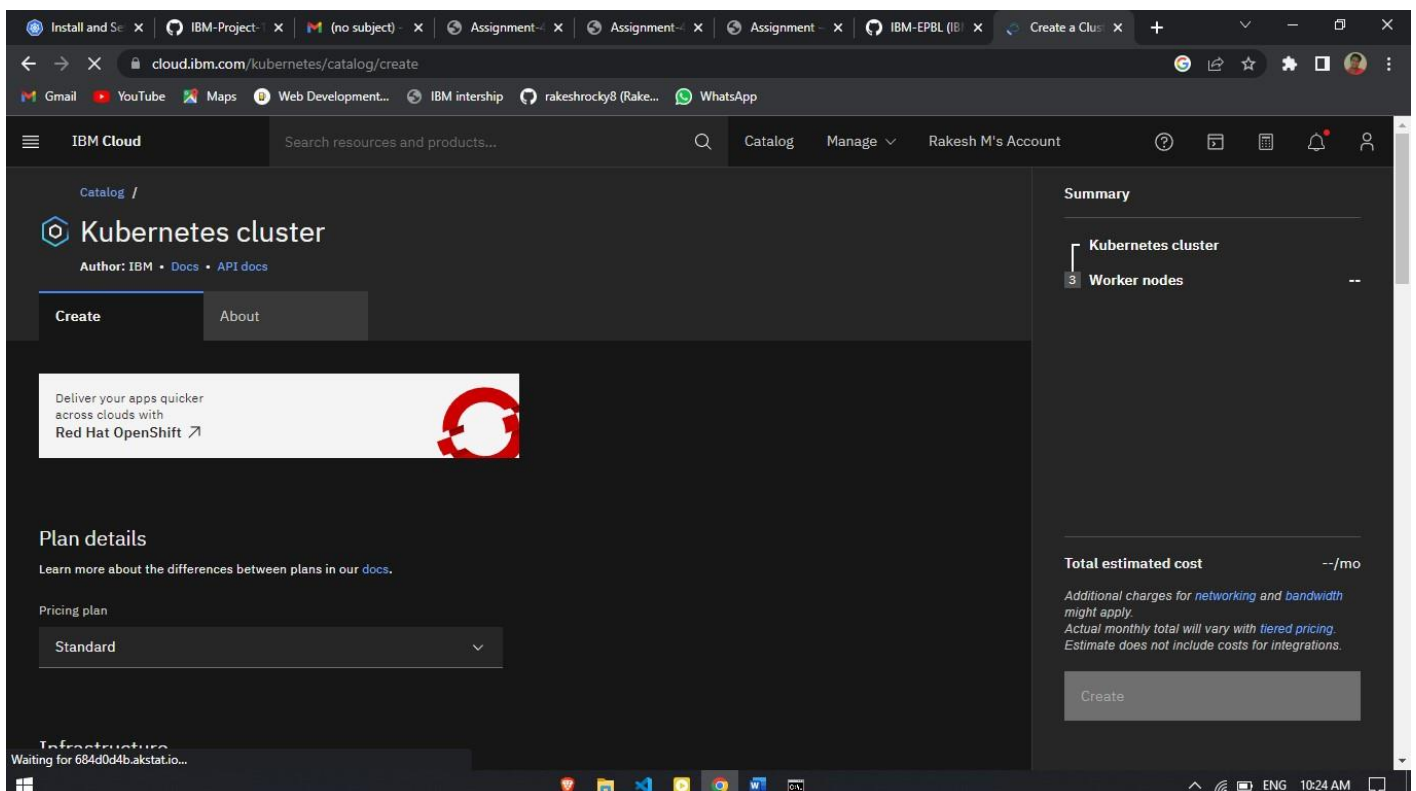 Install and Se
IBM-Project-1
(no subject) -
Assignment-4
Assignment-4
Assignment -
IBM-EPBL (IB
Create a Clus
cloud.ibm.com/kubernetes/catalog/create
Gmail YouTube Maps Web Development... IBM intership rakeshrocky8 (Rake... WhatsApp
IBM Cloud
Search resources and products...
Catalog Manage Rakesh M's Account
Catalog /
Kubernetes cluster
Author: IBM • Docs • API docs
Create About
Deliver your apps quicker
across clouds with
Red Hat OpenShift
Plan details
Learn more about the differences between plans in our docs.
Pricing plan
Standard
Infrastructure
Summary
Kubernetes cluster
3 Worker nodes --
Total estimated cost --/mo
Additional charges for networking and bandwidth
might apply.
Actual monthly total will vary with tiered pricing.
Estimate does not include costs for integrations.
Create
Waiting for 684d0d4b.akstat.io...
ENG 10:24 AM